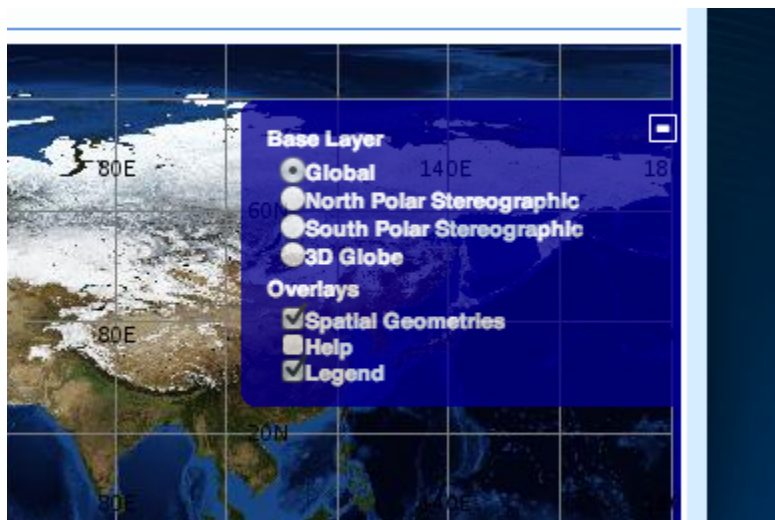 Base Layer
80E
Global
140E
18
North Polar Stereographic
60N
South Polar Stereographic
3D Globe
Overlays
Spatial Geometries
80E
Help
Legend
20N
80E